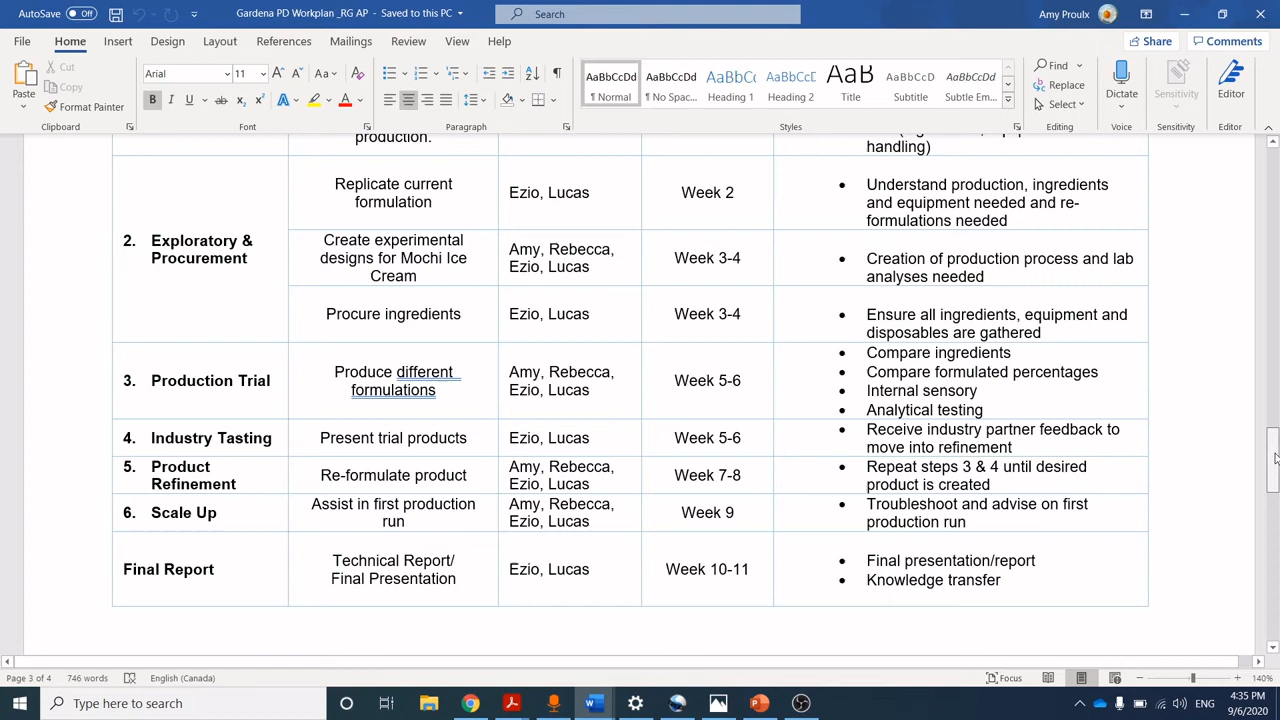 AutoSave Off Gardena PD Workplan _RG AP - Saved to this PC Search Amy Proulx
File Home Insert Design Layout References Mailings Review View Help Share Comments
Paste Cut Copy Format Painter
Clipboard
Arial 11 Aa
B I U ab x₂ x² A A
Font
Paragraph
AaBbCcDd AaBbCcDd AaBbCc AaBbCcD AaB AaBbCcD AaBbCcDd
¶ Normal ¶ No Spac... Heading 1 Heading 2 Title Subtitle Subtle Em...
Styles
Find Replace Select
Editing
Dictate
Voice
Sensitivity
Sensitivity
Editor
Editor
production.
handling)
2. Exploratory & Procurement
Replicate current
formulation
Ezio, Lucas
Week 2
• Understand production, ingredients
and equipment needed and re-
formulations needed
Create experimental
designs for Mochi Ice
Cream
Amy, Rebecca,
Ezio, Lucas
Week 3-4
• Creation of production process and lab
analyses needed
Procure ingredients
Ezio, Lucas
Week 3-4
• Ensure all ingredients, equipment and
disposables are gathered
3. Production Trial
Produce different
formulations
Amy, Rebecca,
Ezio, Lucas
Week 5-6
• Compare ingredients
• Compare formulated percentages
• Internal sensory
• Analytical testing
4. Industry Tasting
Present trial products
Ezio, Lucas
Week 5-6
• Receive industry partner feedback to
move into refinement
5. Product
Refinement
Re-formulate product
Amy, Rebecca,
Ezio, Lucas
Week 7-8
• Repeat steps 3 & 4 until desired
product is created
6. Scale Up
Assist in first production
run
Amy, Rebecca,
Ezio, Lucas
Week 9
• Troubleshoot and advise on first
production run
Final Report
Technical Report/
Final Presentation
Ezio, Lucas
Week 10-11
• Final presentation/report
• Knowledge transfer
Page 3 of 4 746 words English (Canada) Focus 140%
Type here to search ENG 4:35 PM
9/6/2020